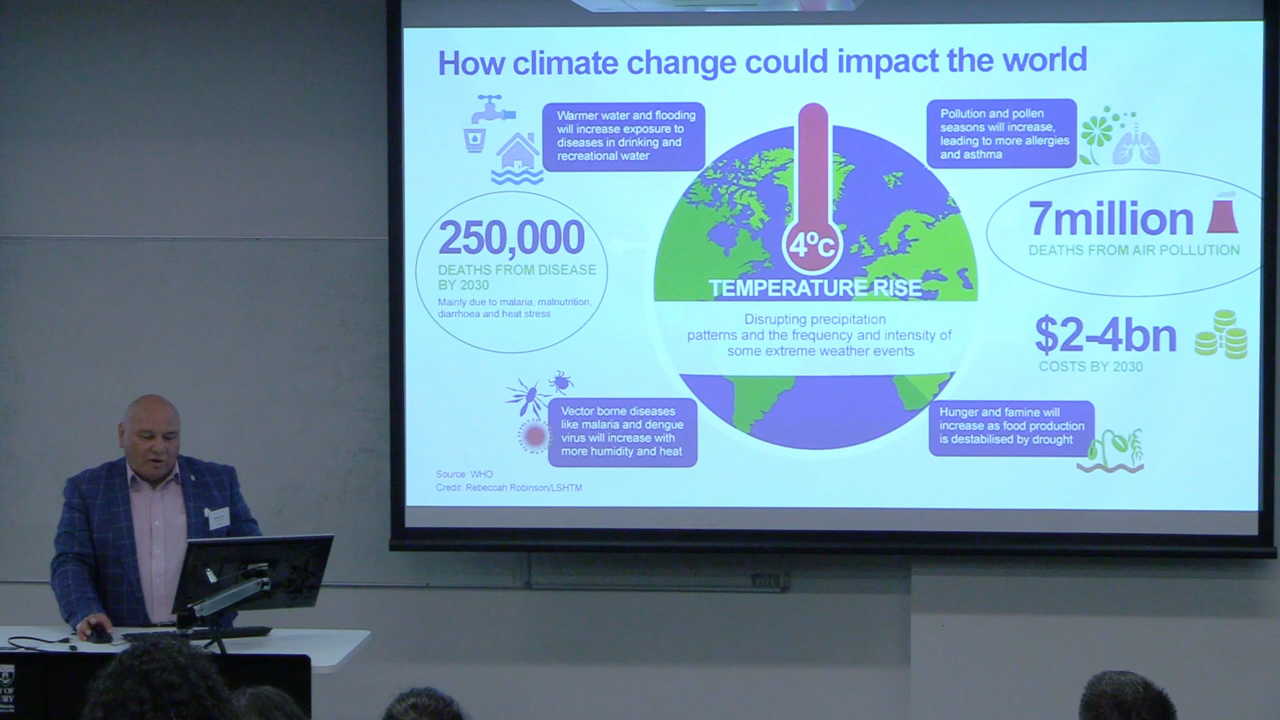 How climate change could impact the world
Warmer water and flooding
will increase exposure to
diseases in drinking and
recreational water
Pollution and pollen
seasons will increase,
leading to more allergies
and asthma
250,000
DEATHS FROM DISEASE
BY 2030
Mainly due to malaria, malnutrition,
diarrhoea and heat stress
4ºC
TEMPERATURE RISE
Disrupting precipitation
patterns and the frequency and intensity of
some extreme weather events
7million
DEATHS FROM AIR POLLUTION
$2-4bn
COSTS BY 2030
Vector borne diseases
like malaria and dengue
virus will increase with
more humidity and heat
Hunger and famine will
increase as food production
is destabilised by drought
Source: WHO
Credit: Rebeccah Robinson/LSHTM